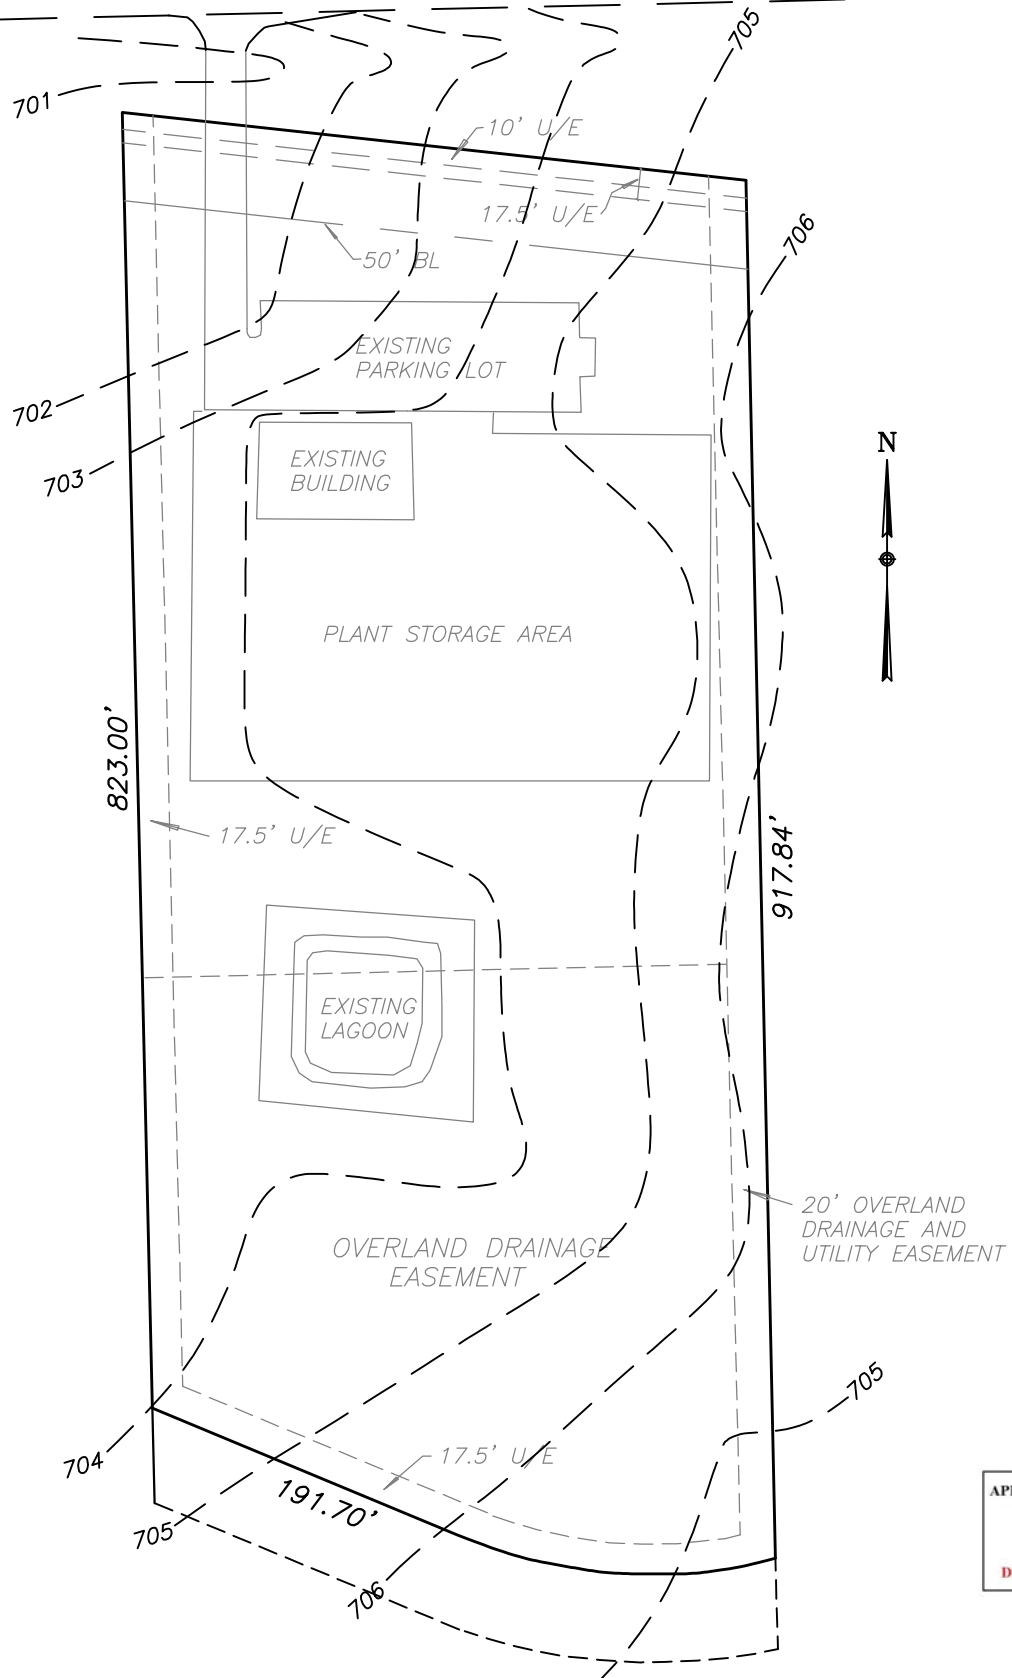 705
701
10' U/E
17.5' U/E
706
50' BL
EXISTING
PARKING LOT
702
703
EXISTING
BUILDING
N
PLANT STORAGE AREA
823.00'
17.5' U/E
917.84'
EXISTING
LAGOON
20' OVERLAND
DRAINAGE AND
UTILITY EASEMENT
OVERLAND DRAINAGE
EASEMENT
705
704
17.5' U/E
191.70'
705
706